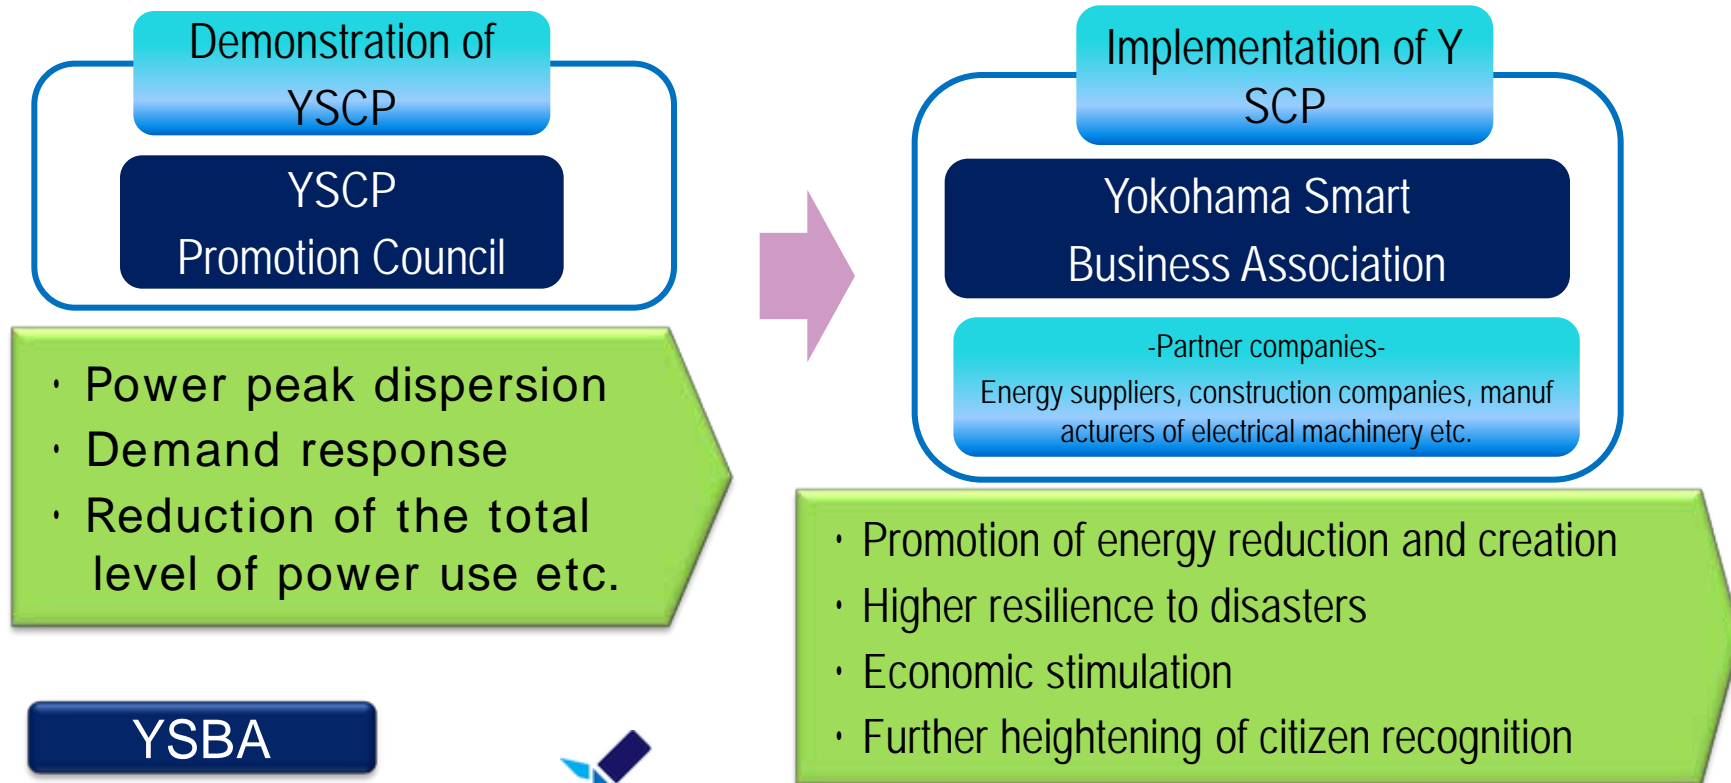 Demonstration of
YSCP
YSCP
Promotion Council
· Power peak dispersion
· Demand response
· Reduction of the total
level of power use etc.
YSBA
Implementation of Y
SCP
Yokohama Smart
Business Association
-Partner companies-
Energy suppliers, construction companies, manuf
acturers of electrical machinery etc.
· Promotion of energy reduction and creation
· Higher resilience to disasters
· Economic stimulation
· Further heightening of citizen recognition